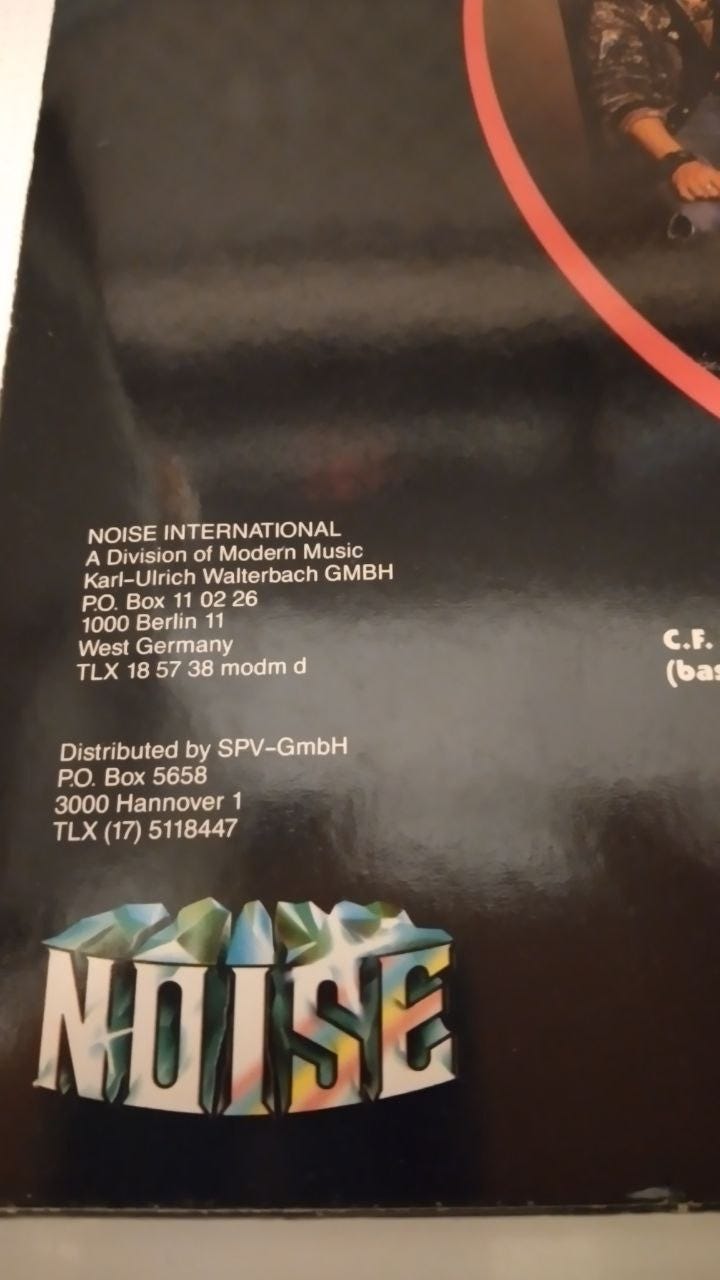 NOISE INTERNATIONAL
A Division of Modern Music
Karl-Ulrich Walterbach GMBH
P.O. Box 11 02 26
1000 Berlin 11
West Germany
TLX 18 57 38 modm d
C.F.
(bas
Distributed by SPV-GmbH
P.O. Box 5658
3000 Hannover 1
TLX (17) 5118447
NOISE